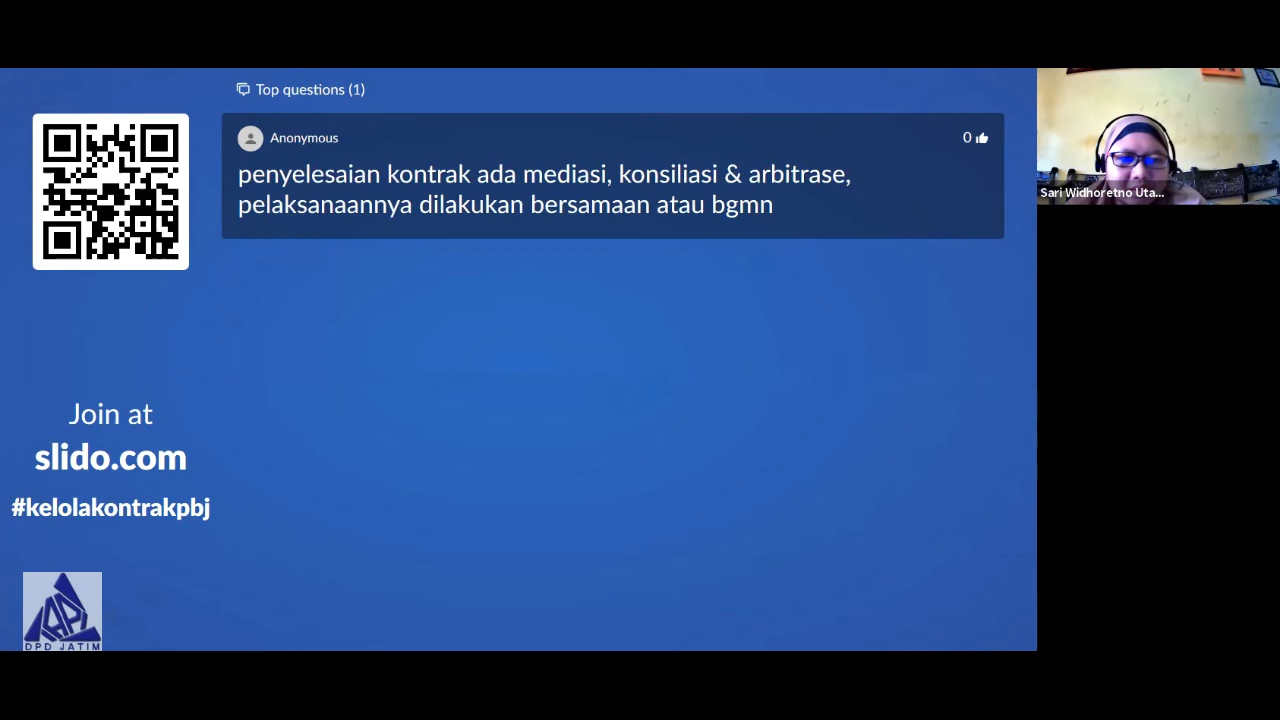 Top questions (1)
Anonymous
0
penyelesaian kontrak ada mediasi, konsiliasi & arbitrase,
pelaksanaannya dilakukan bersamaan atau bgmn
Sari Widhoretno Uta...
Join at
slido.com
#kelolakontrakpbj
IAPI
DPD JATIM